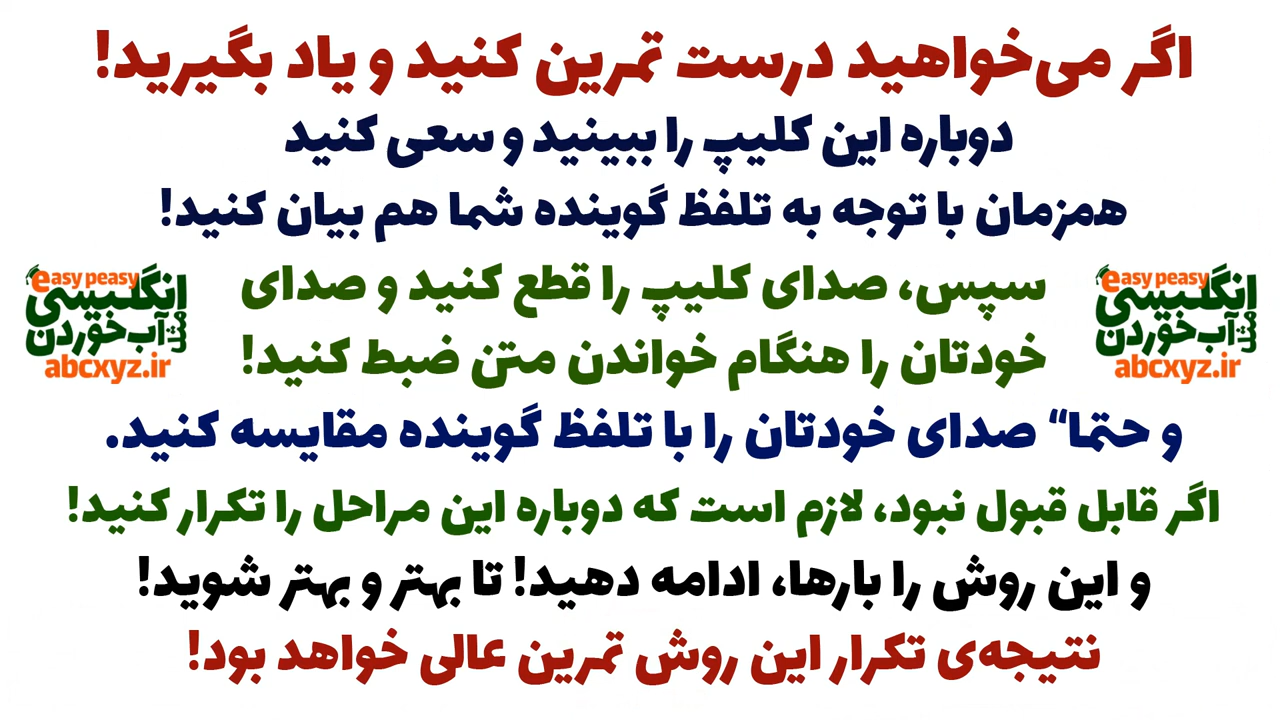 اگر می‌خواهید درست تمرین کنید و یاد بگیرید!
دوباره این کلیپ را ببینید و سعی کنید
همزمان با توجه به تلفظ گوینده شما هم بیان کنید!
سپس، صدای کلیپ را قطع کنید و صدای
خودتان را هنگام خواندن متن ضبط کنید!
و حتما“ صدای خودتان را با تلفظ گوینده مقایسه کنید.
اگر قابل قبول نبود، لازم است که دوباره این مراحل را تکرار کنید!
و این روش را بارها، ادامه دهید! تا بهتر و بهتر شوید!
نتیجه‌ی تکرار این روش تمرین عالی خواهد بود!
easy peasy
انگلیسی
مثل آب خوردن
abcxyz.ir
easy peasy
انگلیسی
مثل آب خوردن
abcxyz.ir